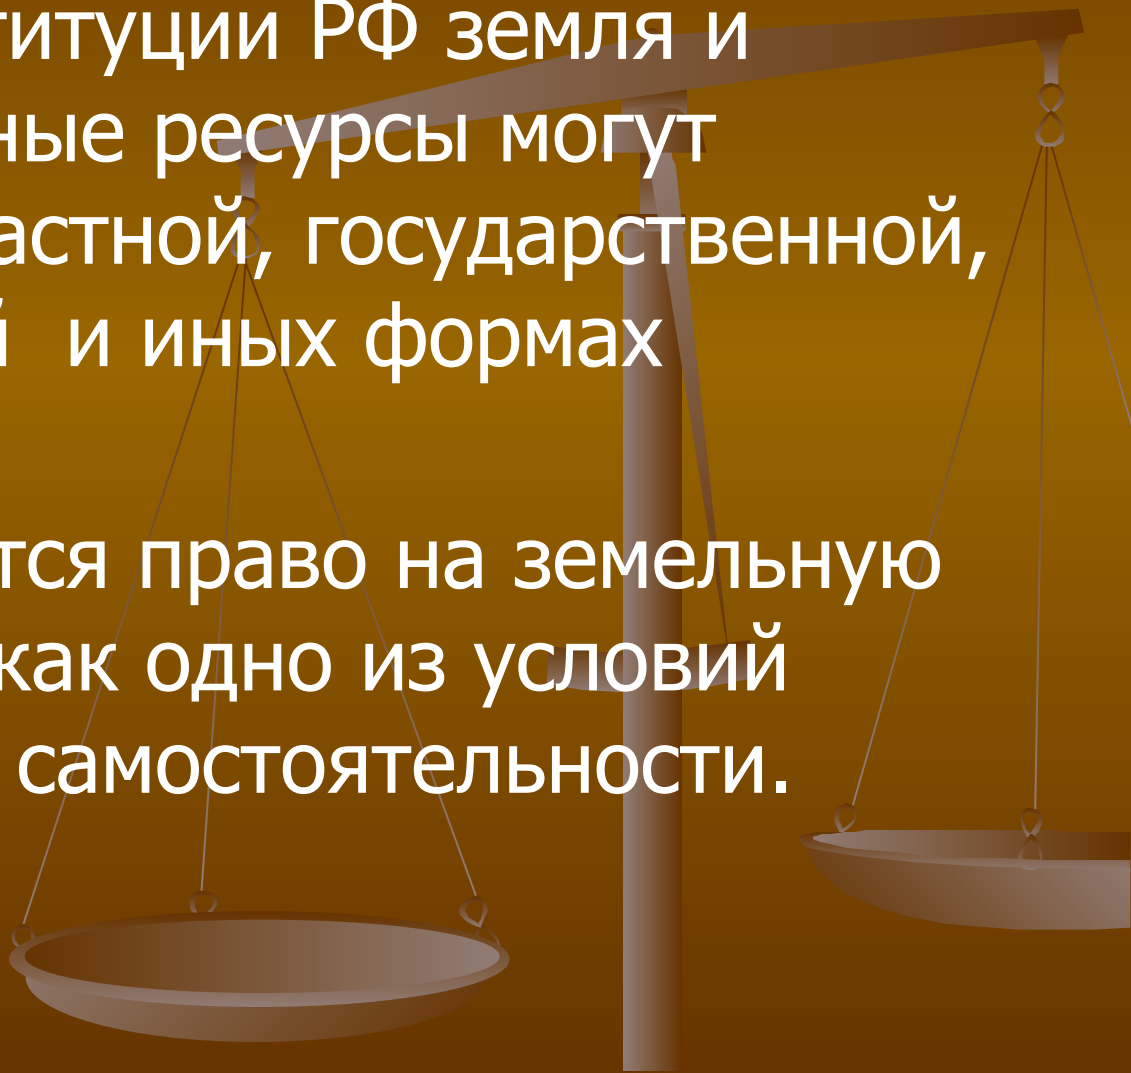 титуции РФ земля и
ные ресурсы могут
астной, государственной,
й и иных формах
тся право на земельную
как одно из условий
самостоятельности.